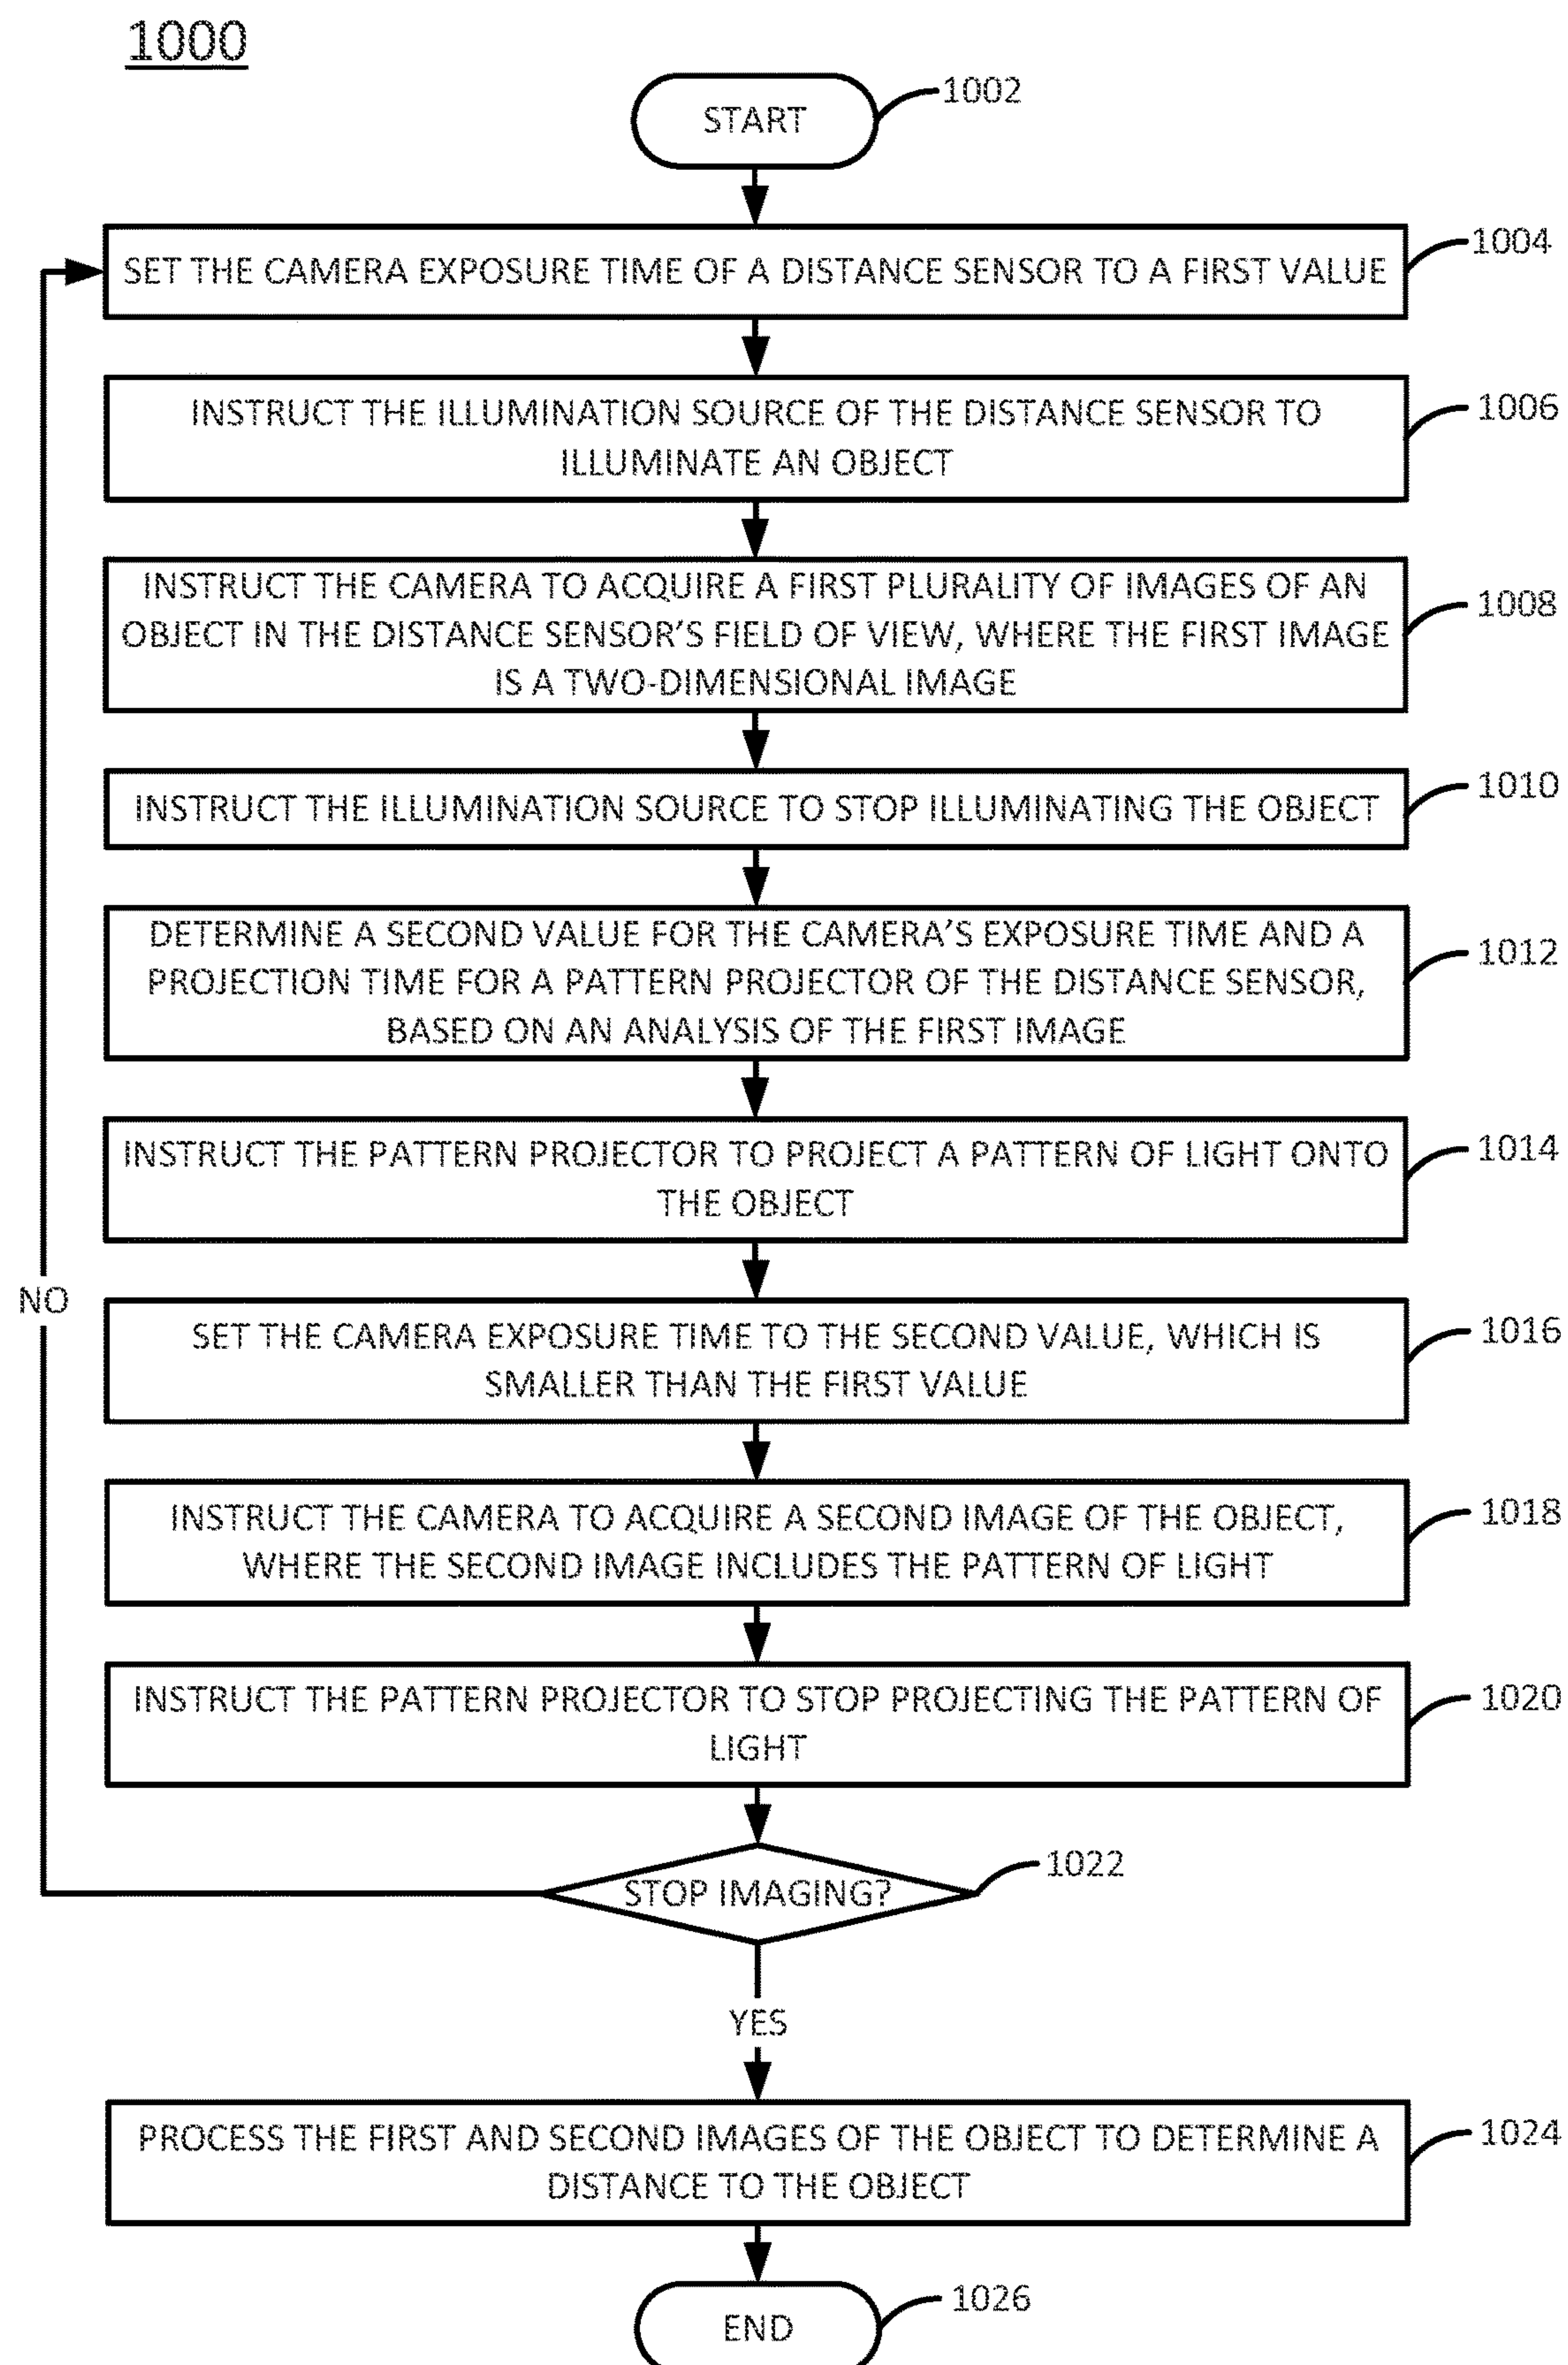 1000
START
1002
SET THE CAMERA EXPOSURE TIME OF A DISTANCE SENSOR TO A FIRST VALUE
1004
INSTRUCT THE ILLUMINATION SOURCE OF THE DISTANCE SENSOR TO
ILLUMINATE AN OBJECT
1006
INSTRUCT THE CAMERA TO ACQUIRE A FIRST PLURALITY OF IMAGES OF AN
OBJECT IN THE DISTANCE SENSOR'S FIELD OF VIEW, WHERE THE FIRST IMAGE
IS A TWO-DIMENSIONAL IMAGE
1008
INSTRUCT THE ILLUMINATION SOURCE TO STOP ILLUMINATING THE OBJECT
1010
DETERMINE A SECOND VALUE FOR THE CAMERA'S EXPOSURE TIME AND A
PROJECTION TIME FOR A PATTERN PROJECTOR OF THE DISTANCE SENSOR,
BASED ON AN ANALYSIS OF THE FIRST IMAGE
1012
INSTRUCT THE PATTERN PROJECTOR TO PROJECT A PATTERN OF LIGHT ONTO
THE OBJECT
1014
NO
SET THE CAMERA EXPOSURE TIME TO THE SECOND VALUE, WHICH IS
SMALLER THAN THE FIRST VALUE
1016
INSTRUCT THE CAMERA TO ACQUIRE A SECOND IMAGE OF THE OBJECT,
WHERE THE SECOND IMAGE INCLUDES THE PATTERN OF LIGHT
1018
INSTRUCT THE PATTERN PROJECTOR TO STOP PROJECTING THE PATTERN OF
LIGHT
1020
STOP IMAGING?
1022
YES
PROCESS THE FIRST AND SECOND IMAGES OF THE OBJECT TO DETERMINE A
DISTANCE TO THE OBJECT
1024
END
1026